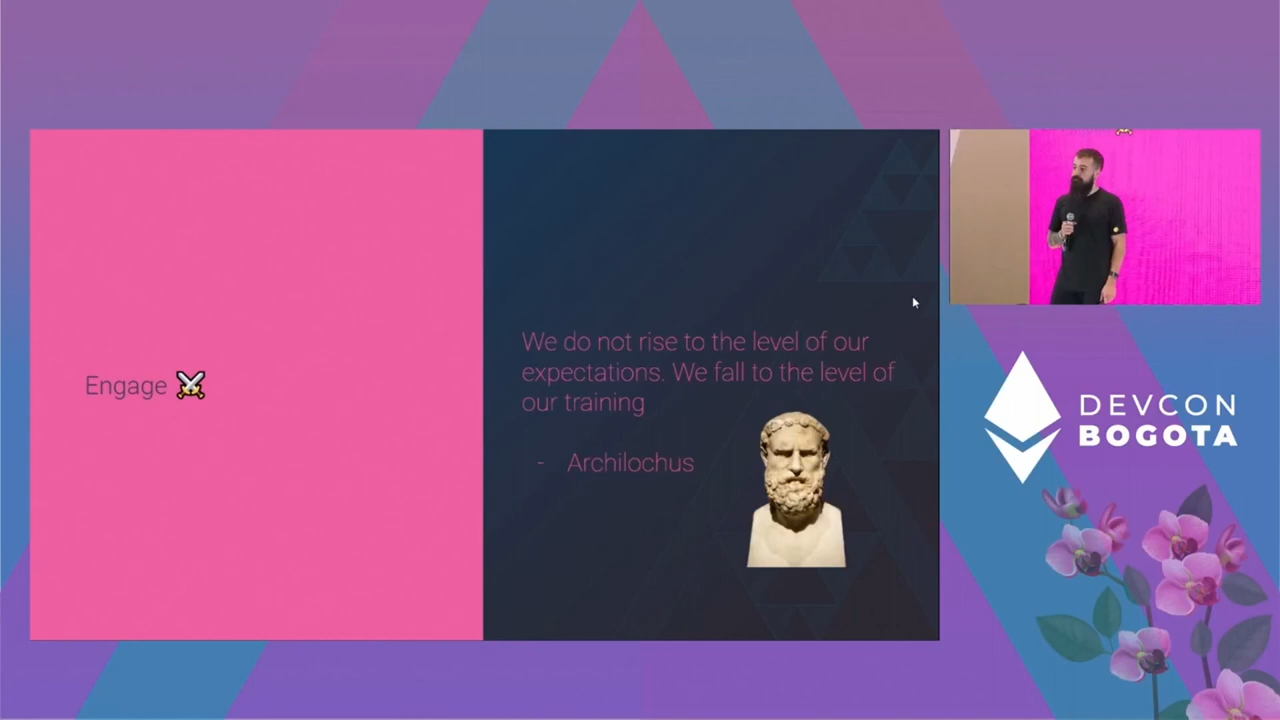 Engage
We do not rise to the level of our
expectations. We fall to the level of
our training
- Archilochus
DEVCON
BOGOTA